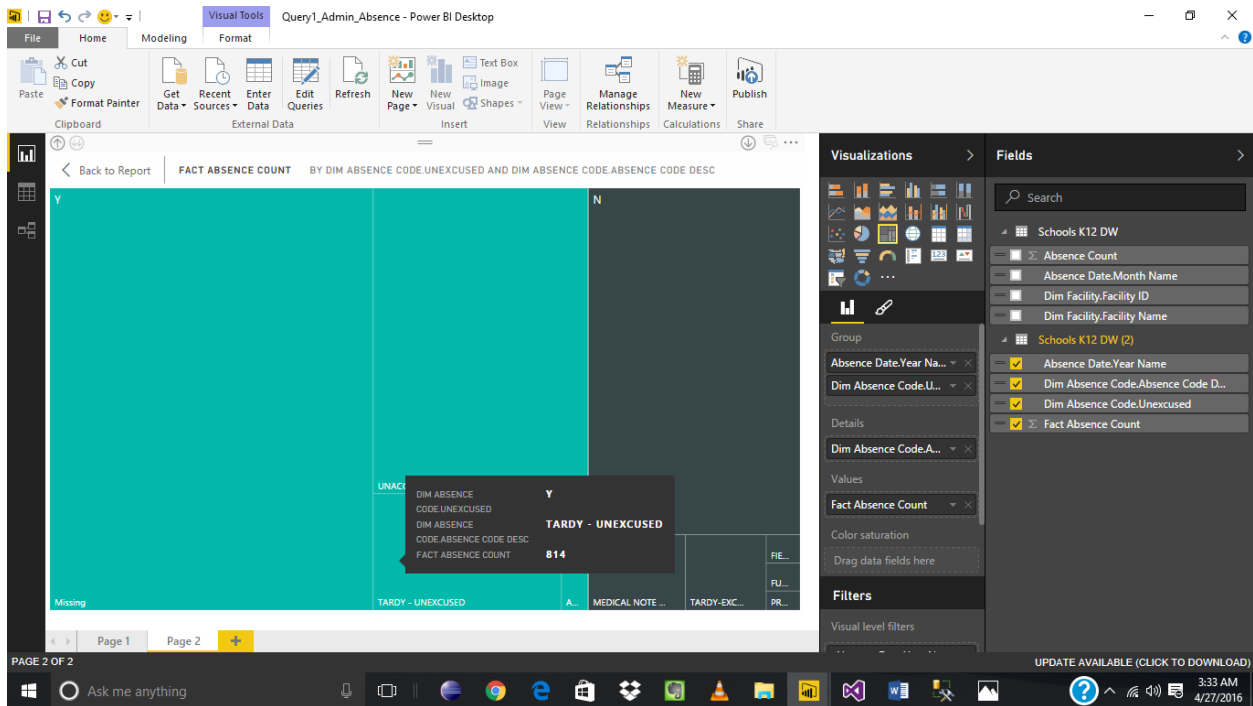 Visual Tools
Query1_Admin_Absence - Power BI Desktop
File
Home
Modeling
Format
Paste
Cut
Copy
Format Painter
Clipboard
Get
Data
Recent
Sources
Enter
Data
Edit
Queries
External Data
Refresh
New
Page
New
Visual
Text Box
Image
Shapes
Insert
Page
View
View
Manage
Relationships
Relationships
New
Measure
Calculations
Publish
Share
Back to Report
FACT ABSENCE COUNT
BY DIM ABSENCE CODE.UNEXCUSED AND DIM ABSENCE CODE.ABSENCE CODE DESC
Y
N
UNACC
DIM ABSENCE
CODE.UNEXCUSED
Y
DIM ABSENCE
CODE.ABSENCE CODE DESC
TARDY - UNEXCUSED
FACT ABSENCE COUNT
814
FIE...
FU...
Missing
TARDY - UNEXCUSED
A...
MEDICAL NOTE ...
TARDY-EXC...
PR...
Page 1
Page 2
PAGE 2 OF 2
Visualizations
Group
Absence Date.Year Na...
Dim Absence Code.U...
Details
Dim Absence Code.A...
Values
Fact Absence Count
Color saturation
Drag data fields here
Filters
Visual level filters
Fields
Search
Schools K12 DW
Absence Count
Absence Date.Month Name
Dim Facility.Facility ID
Dim Facility.Facility Name
Schools K12 DW (2)
Absence Date.Year Name
Dim Absence Code.Absence Code D...
Dim Absence Code.Unexcused
Fact Absence Count
UPDATE AVAILABLE (CLICK TO DOWNLOAD)
Ask me anything
3:33 AM
4/27/2016